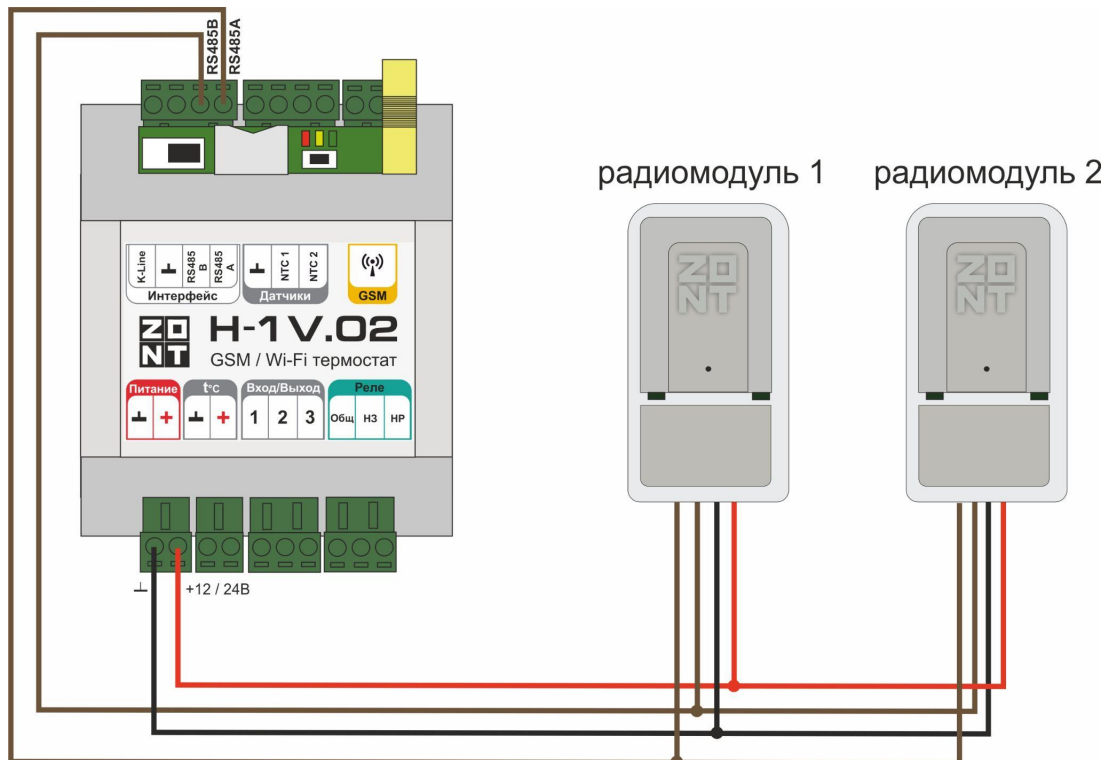 RS485B
RS485A
радиомодуль 1
радиомодуль 2
K-Line
RS485 B
RS485 A
NTC 1
NTC 2
Интерфейс
Датчики
GSM
ZONT
H-1 V.02
GSM / Wi-Fi термостат
Питание
t°C
Вход/Выход
Реле
+
+
1
2
3
Общ
НЗ
НР
+12 / 24В
ZONT
ZONT